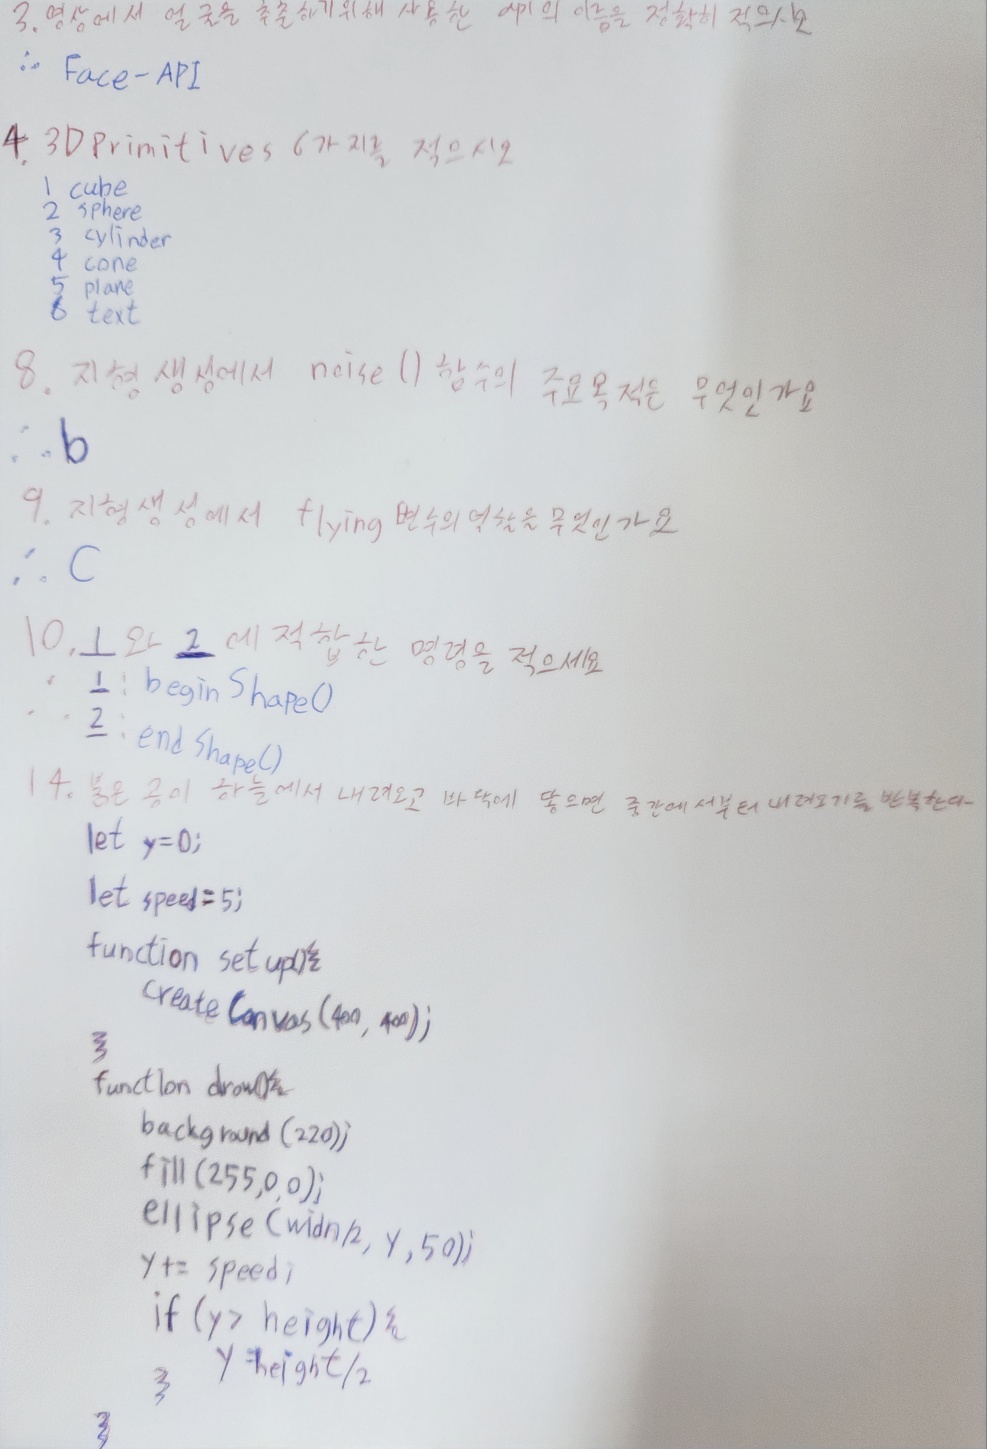 3. 영상에서 얼굴을 추출하기위해 사용한 api의 이름을 정확히 적으시오
∴ Face-API
4. 3D Primitives 6가지를 적으시오
1 cube
2 sphere
3 cylinder
4 cone
5 plane
6 text
8. 지형 생성에서 noise () 함수의 주요목적은 무엇인가요
∴ b
9. 지형생성에서 flying 변수의 역할을 무엇인가요
∴ C
10. 1와 2에 적합한 명령을 적으세요
1 : begin Shape()
2 : end Shape()
14. 붉은 공이 하늘에서 내려오고 바닥에 닿으면 중간에서부터 내려오기를 반복한다
let y=0;
let speed=5;
function setup(){
create Canvas(400, 400);
}
function draw(){
background (220);
fill (255,0,0);
ellipse (widh/2, y, 50);
y += speed;
if (y> height) {
y =height/2
}
}